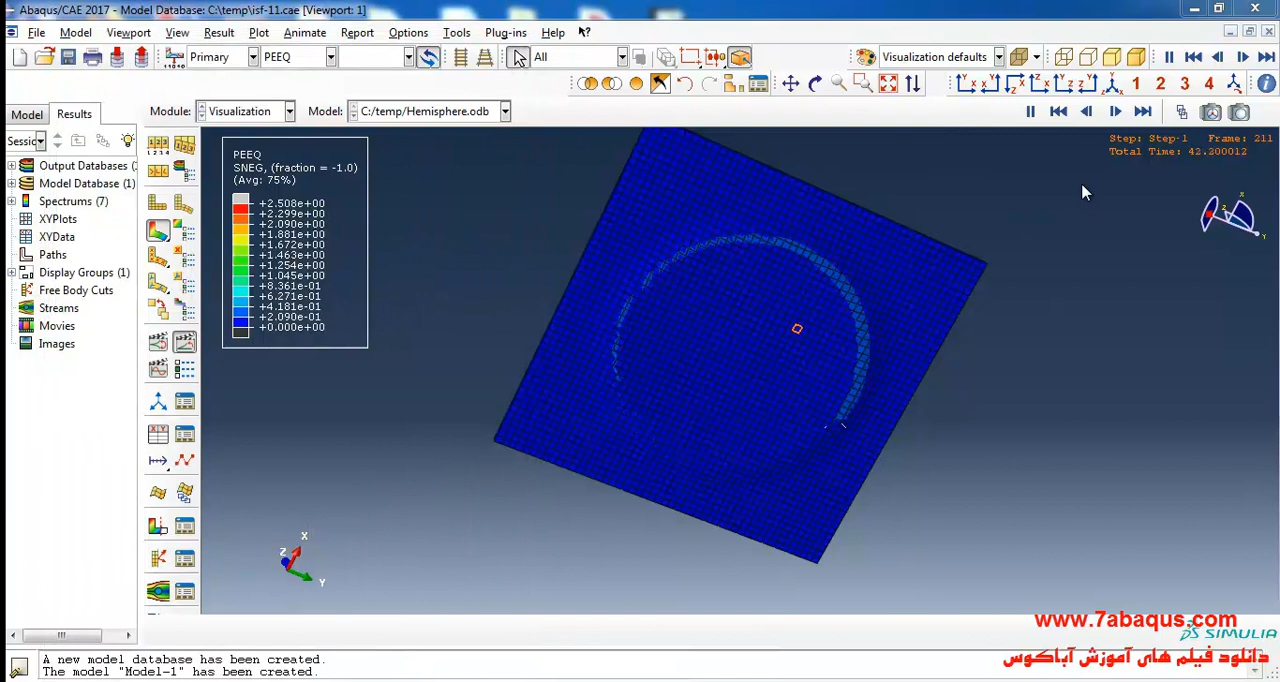 Abaqus/CAE 2017 - Model Database: C:\temp\isf-11.cae [Viewport: 1]
File Model Viewport View Result Plot Animate Report Options Tools Plug-ins Help
Primary PEEQ All Visualization defaults
1 2 3 4
Model Results Module: Visualization Model: C:/temp/Hemisphere.odb
Sessic
Output Databases (
Model Database (1)
Spectrums (7)
XYPlots
XYData
Paths
Display Groups (1)
Free Body Cuts
Streams
Movies
Images
PEEQ
SNEG, (fraction = -1.0)
(Avg: 75%)
+2.508e+00
+2.299e+00
+2.090e+00
+1.881e+00
+1.672e+00
+1.463e+00
+1.254e+00
+1.045e+00
+8.361e-01
+6.271e-01
+4.181e-01
+2.090e-01
+0.000e+00
Step: Step-1 Frame: 211
Total Time: 42.200012
X
Y
Z
X
Y
Z
www.7abaqus.com
SIMULIA
دانلود فیلم های آموزش آباکوس
A new model database has been created.
The model "Model-1" has been created.